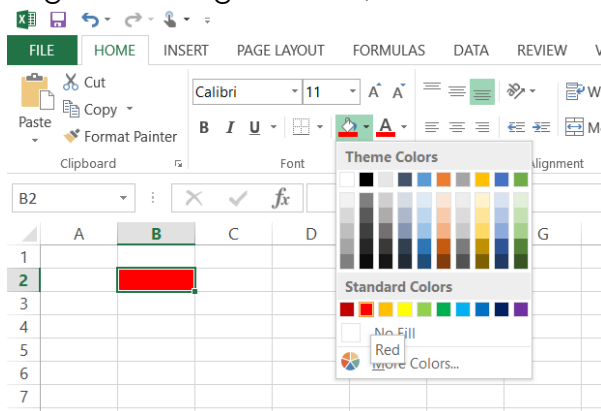 FILE HOME INSERT PAGE LAYOUT FORMULAS DATA REVIEW
Cut
Calibri 11 A A
Copy
Paste
Format Painter
B I U A
Clipboard Font Alignment
Theme Colors
B2 fx
A B C D G
1
2
3
4
5
6
7
Standard Colors
No Fill
Red
More Colors...